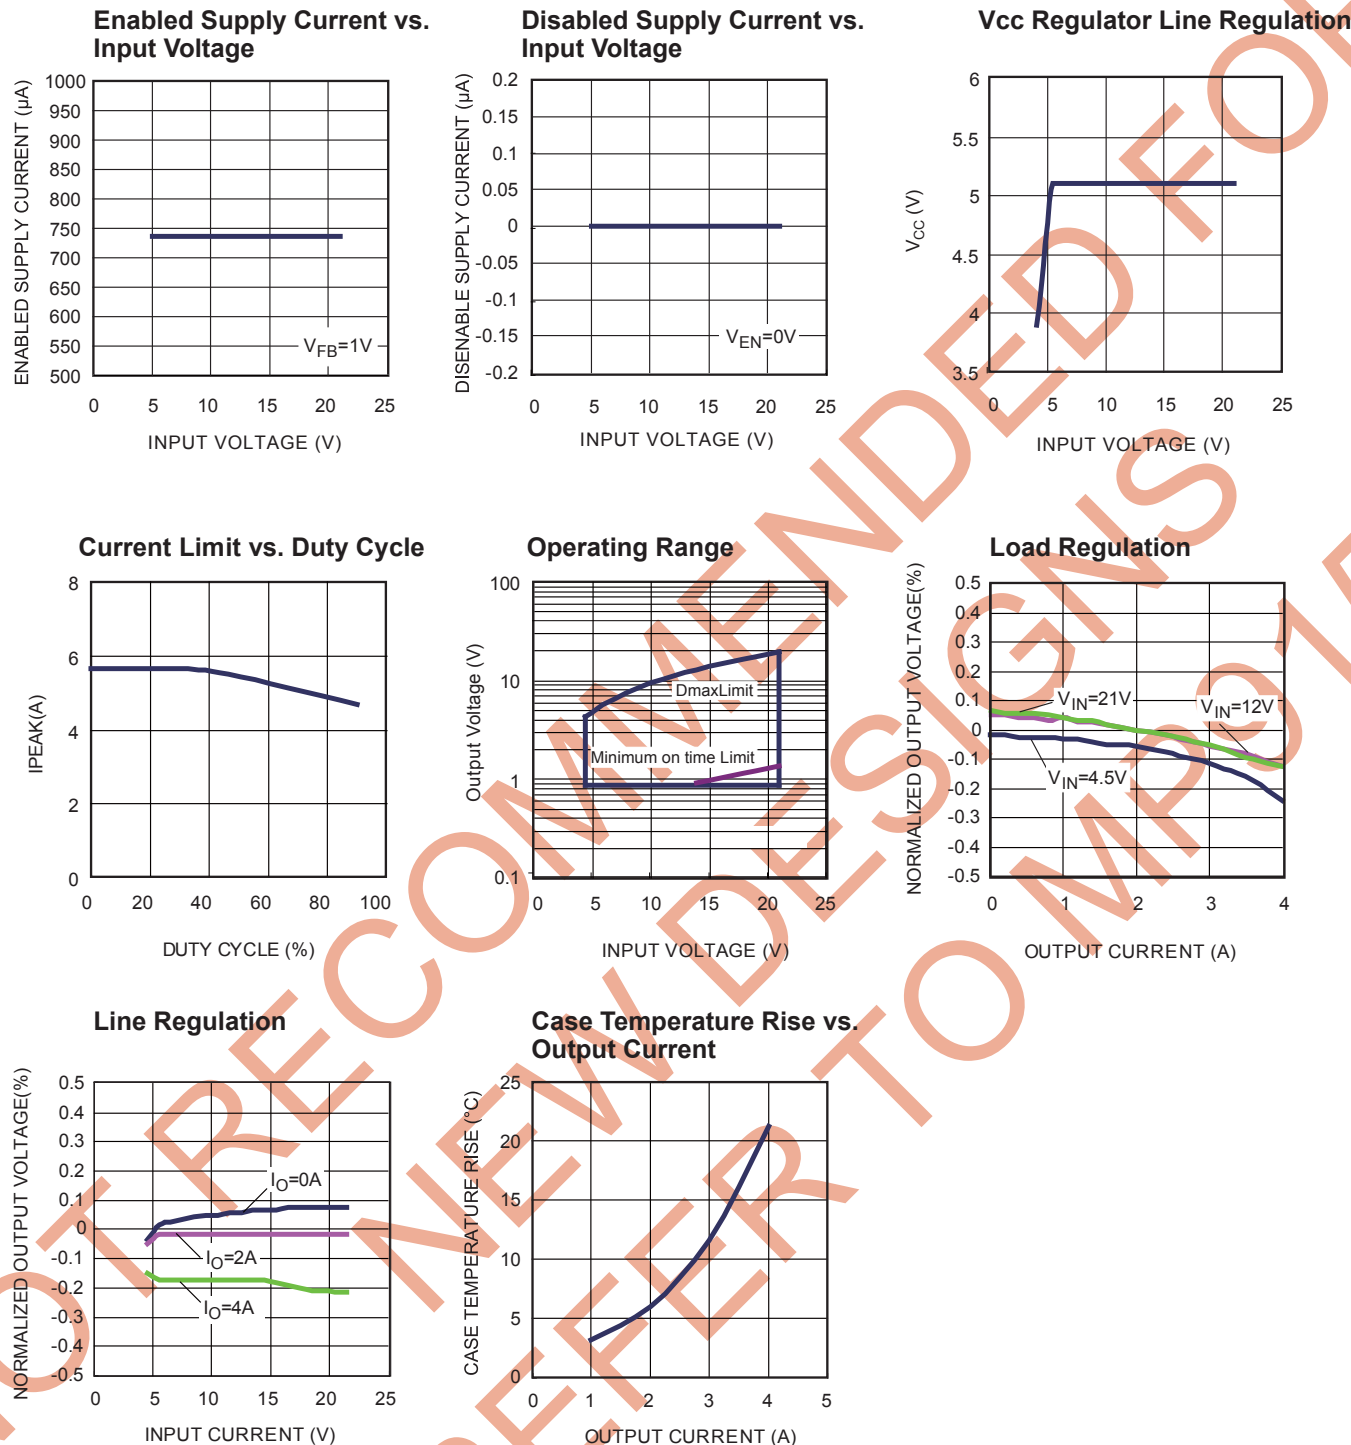 Enabled Supply Current vs.
Input Voltage
ENABLED SUPPLY CURRENT (µA)
1000
950
900
850
800
750
700
650
600
550
500
VFB=1V
0 5 10 15 20 25
INPUT VOLTAGE (V)
Disabled Supply Current vs.
Input Voltage
DISENABLE SUPPLY CURRENT (µA)
0.2
0.15
0.1
0.05
0
-0.05
-0.1
-0.15
-0.2
VEN=0V
0 5 10 15 20 25
INPUT VOLTAGE (V)
Vcc Regulator Line Regulation
VCC (V)
6
5.5
5
4.5
4
3.5
0 5 10 15 20 25
INPUT VOLTAGE (V)
Current Limit vs. Duty Cycle
IPEAK(A)
8
6
4
2
0
0 20 40 60 80 100
DUTY CYCLE (%)
Operating Range
Output Voltage (V)
100
10
1
0.1
DmaxLimit
Minimum on time Limit
0 5 10 15 20 25
INPUT VOLTAGE (V)
Load Regulation
NORMALIZED OUTPUT VOLTAGE(%)
0.5
0.4
0.3
0.2
0.1
0
-0.1
-0.2
-0.3
-0.4
-0.5
VIN=21V
VIN=12V
VIN=4.5V
0 1 2 3 4
OUTPUT CURRENT (A)
Line Regulation
NORMALIZED OUTPUT VOLTAGE(%)
0.5
0.4
0.3
0.2
0.1
0
-0.1
-0.2
-0.3
-0.4
-0.5
IO=0A
IO=2A
IO=4A
0 5 10 15 20 25
INPUT CURRENT (V)
Case Temperature Rise vs.
Output Current
CASE TEMPERATURE RISE (°C)
25
20
15
10
5
0
0 1 2 3 4 5
OUTPUT CURRENT (A)
NOT RECOMMENDED FOR
NEW DESIGNS
REFER TO MP91